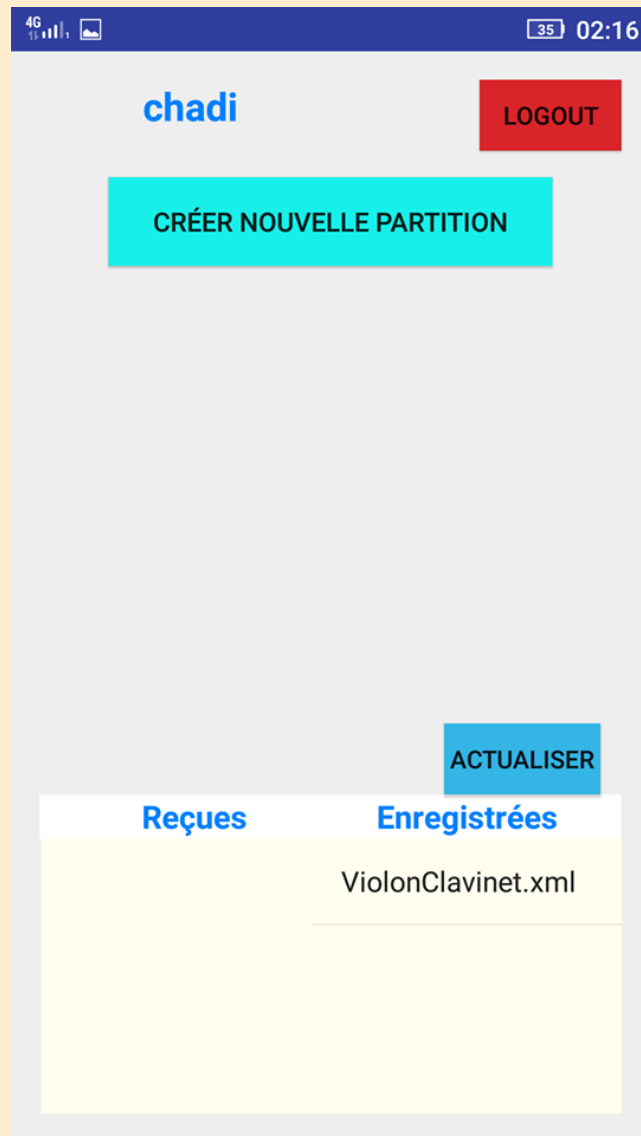 4G 35 02:16
chadi
LOGOUT
CRÉER NOUVELLE PARTITION
ACTUALISER
Reçues Enregistrées
ViolonClavinet.xml